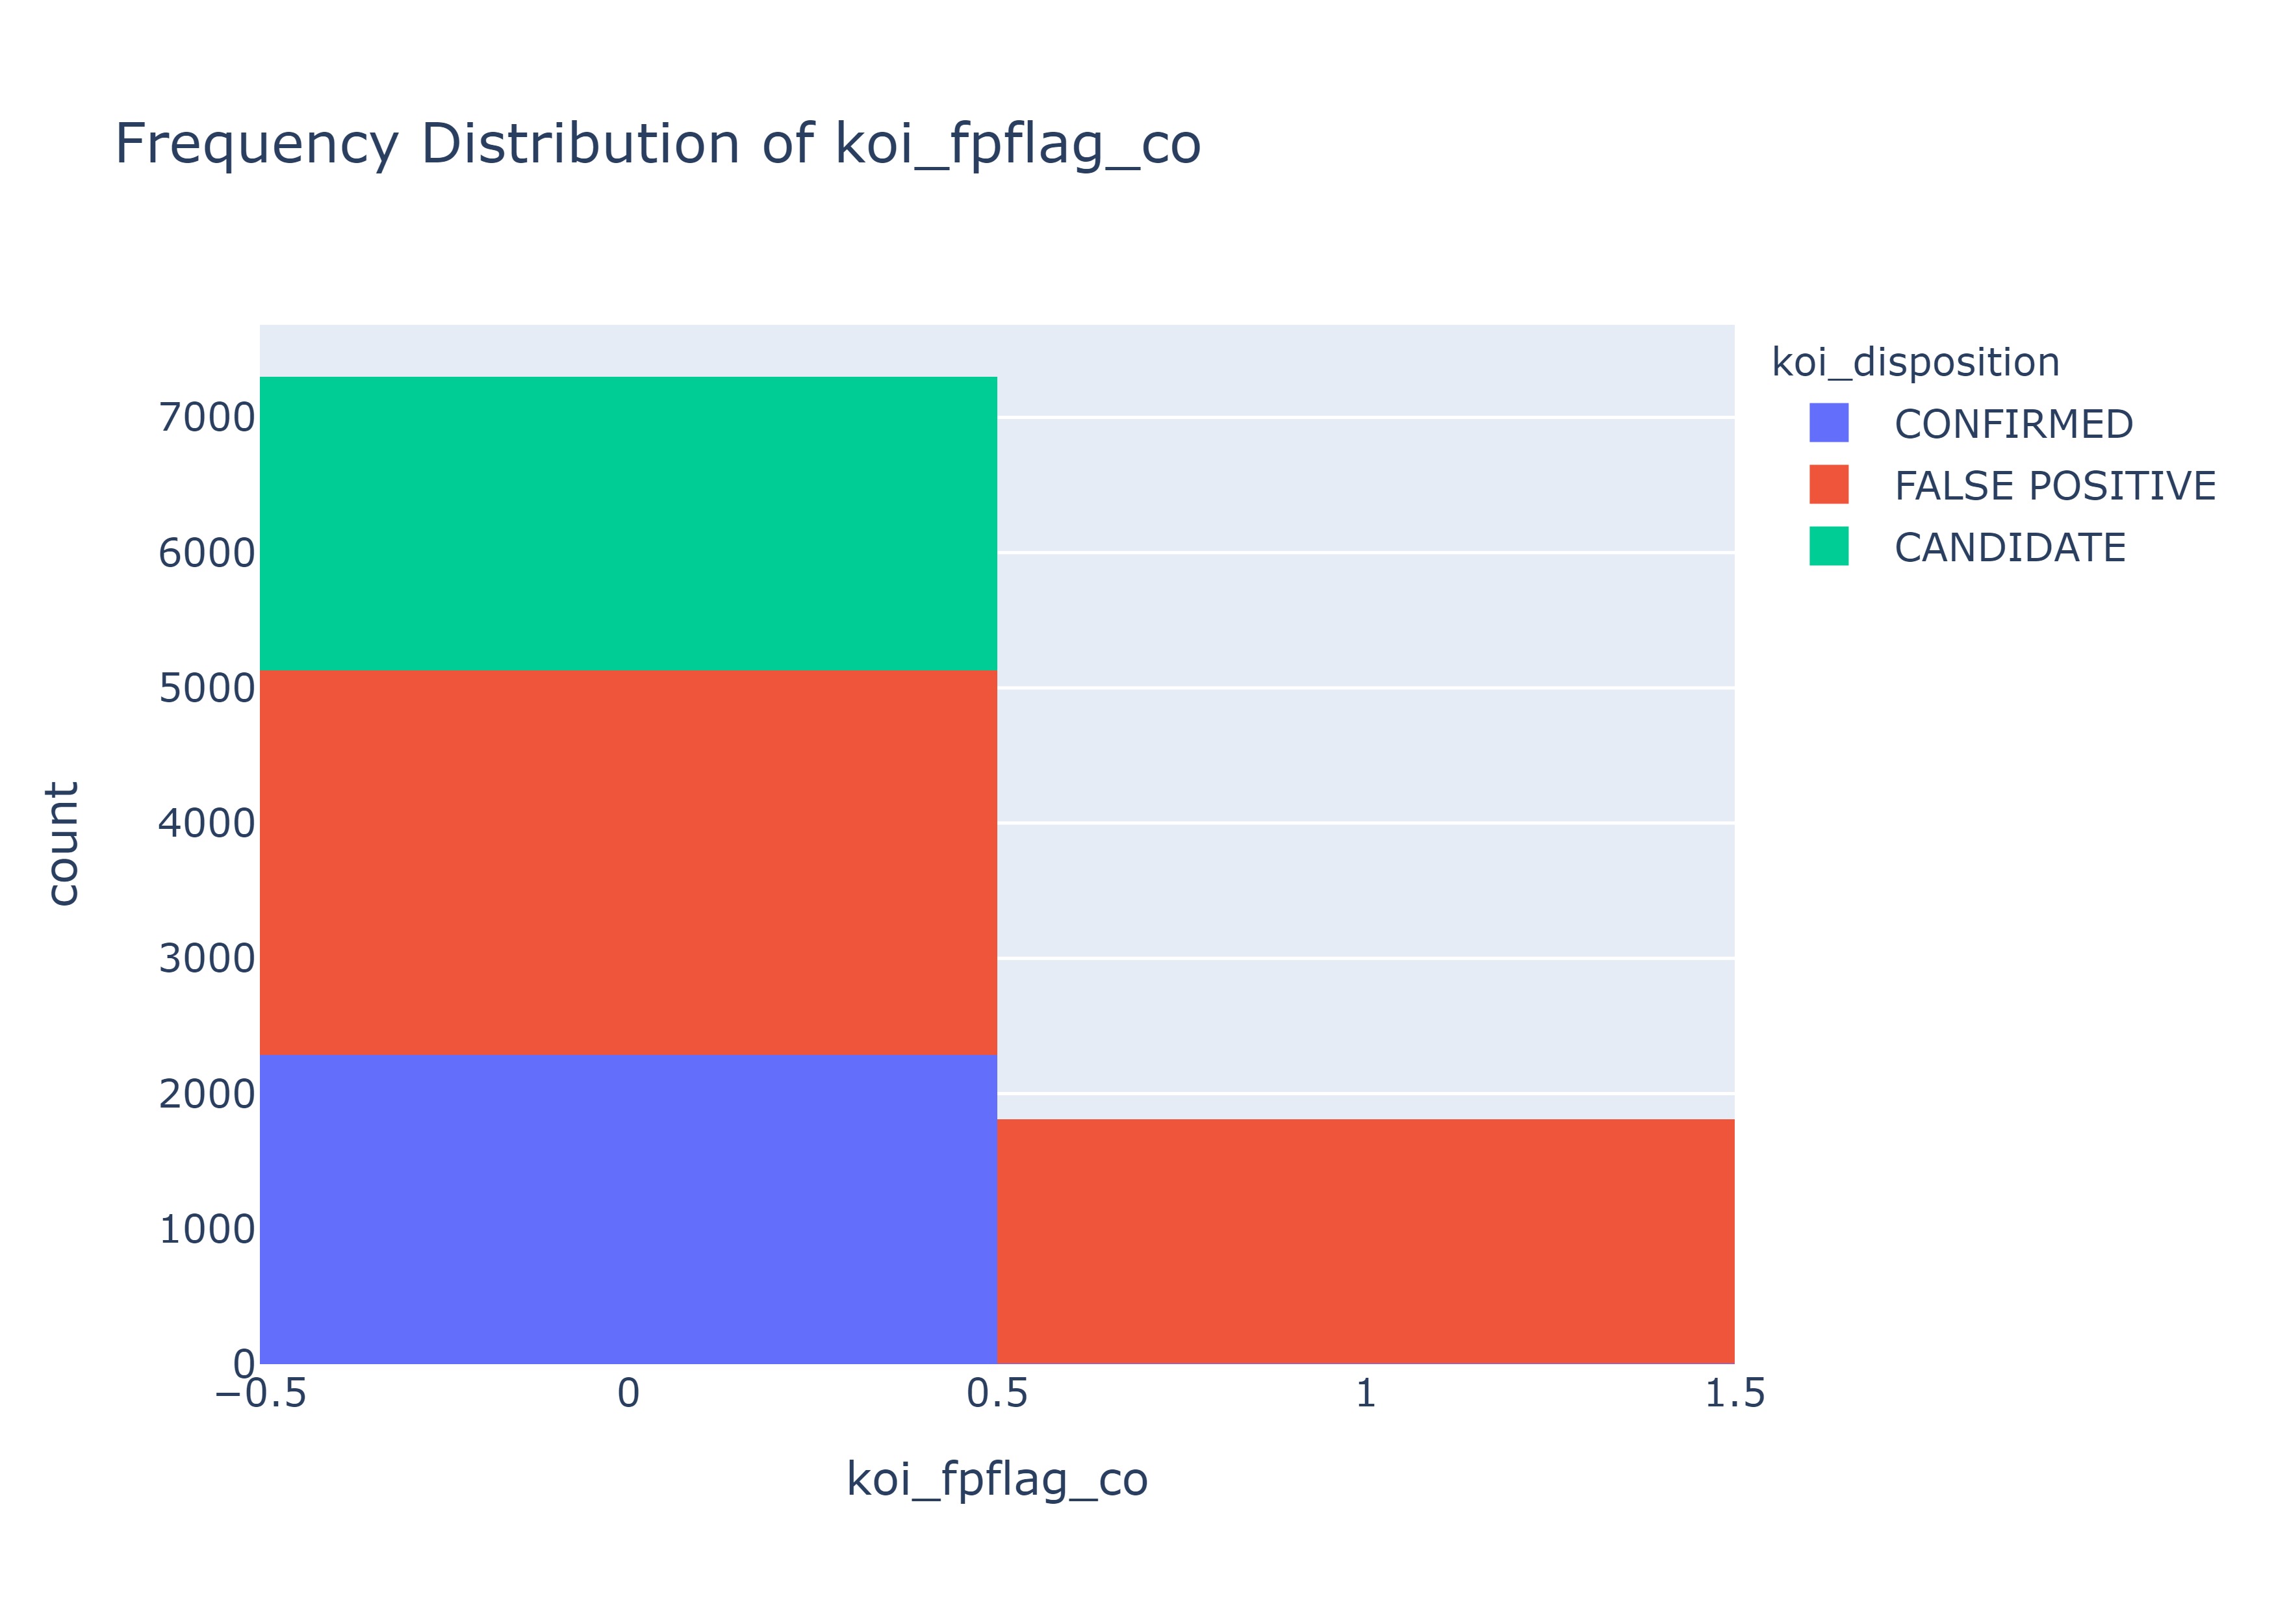 Frequency Distribution of koi_fpflag_co
koi_disposition
CONFIRMED
FALSE POSITIVE
CANDIDATE
count
7000
6000
5000
4000
3000
2000
1000
0
−0.5 0 0.5 1 1.5
koi_fpflag_co